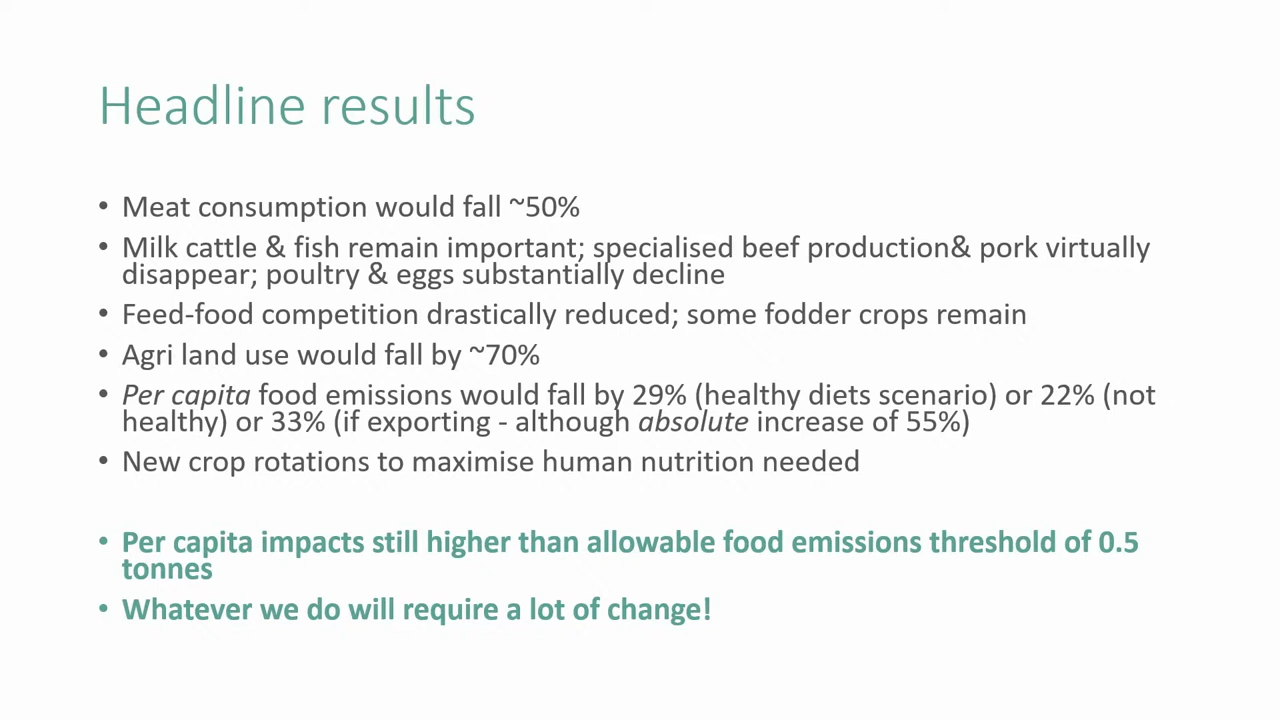 Headline results
• Meat consumption would fall ~50%
• Milk cattle & fish remain important; specialised beef production& pork virtually
disappear; poultry & eggs substantially decline
• Feed-food competition drastically reduced; some fodder crops remain
• Agri land use would fall by ~70%
• Per capita food emissions would fall by 29% (healthy diets scenario) or 22% (not
healthy) or 33% (if exporting - although absolute increase of 55%)
• New crop rotations to maximise human nutrition needed
• Per capita impacts still higher than allowable food emissions threshold of 0.5
tonnes
• Whatever we do will require a lot of change!